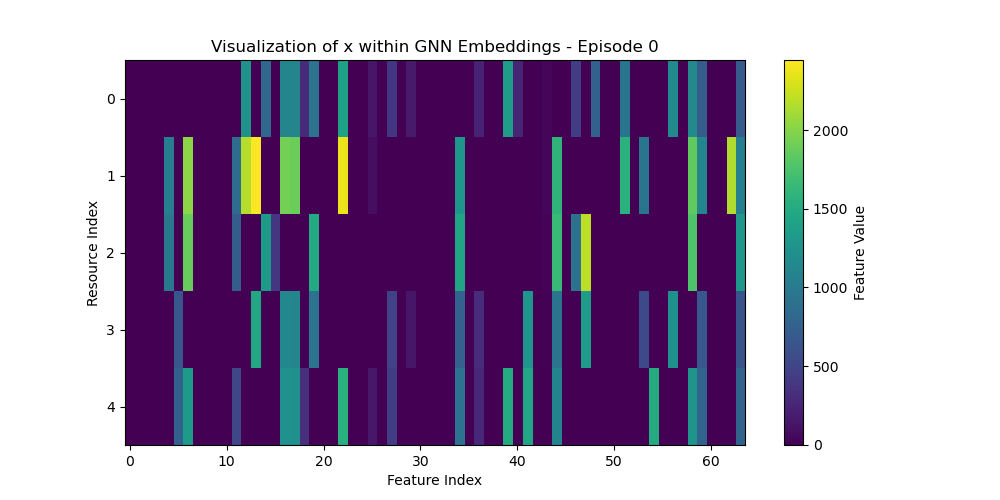 Visualization of x within GNN Embeddings - Episode 0
Resource Index
0
1
2
3
4
0 10 20 30 40 50 60
Feature Index
2000
1500
1000
500
0
Feature Value